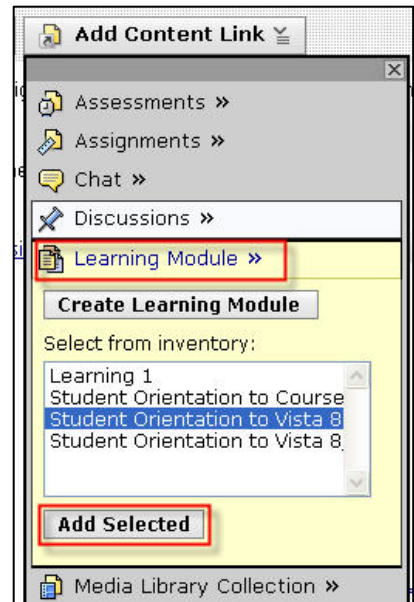 Add Content Link
Assessments »
Assignments »
Chat »
Discussions »
Learning Module »
Create Learning Module
Select from inventory:
Learning 1
Student Orientation to Course
Student Orientation to Vista 8
Student Orientation to Vista 8_
Add Selected
Media Library Collection »